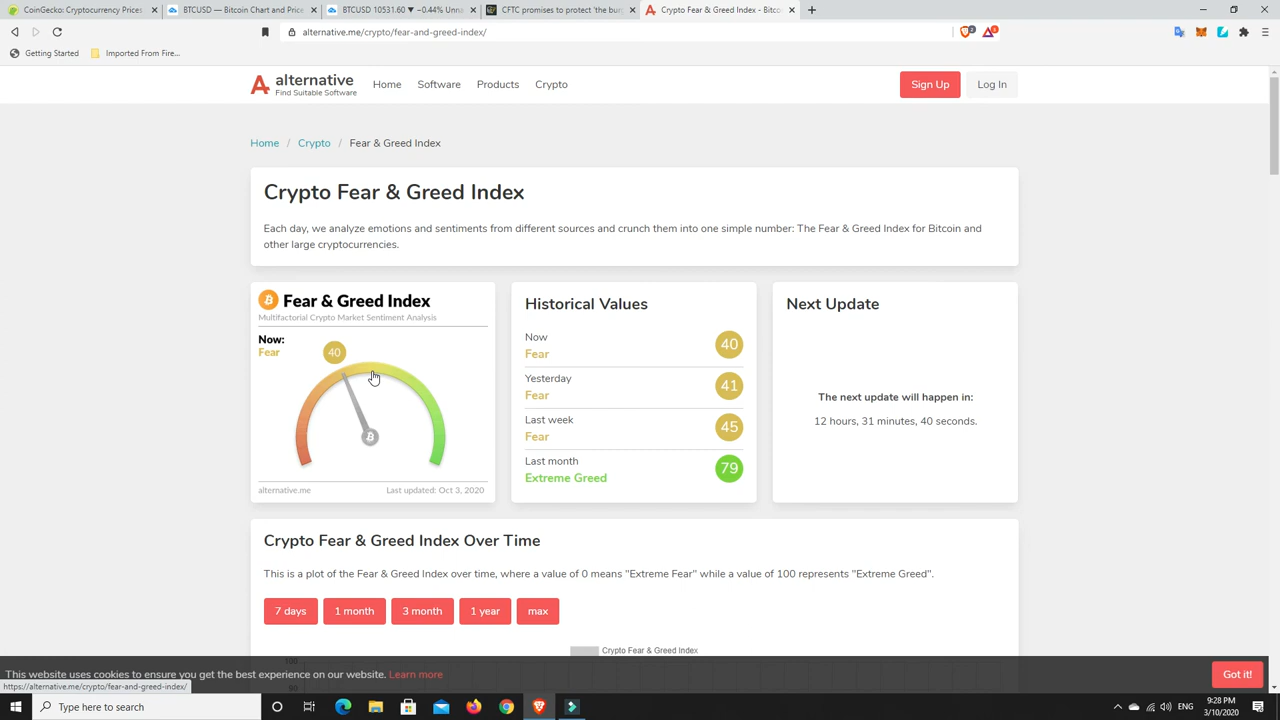 CoinGecko: Cryptocurrency Prices
BTCUSD — Bitcoin Chart and Price
BTCUSD 10531.60 ▼ −0.44% Unna
CFTC promises to protect 'the bur
Crypto Fear & Greed Index - Bitco
alternative.me/crypto/fear-and-greed-index/
Getting Started
Imported From Fire...
alternative
Find Suitable Software
Home
Software
Products
Crypto
Sign Up
Log In
Home / Crypto / Fear & Greed Index
Crypto Fear & Greed Index
Each day, we analyze emotions and sentiments from different sources and crunch them into one simple number: The Fear & Greed Index for Bitcoin and
other large cryptocurrencies.
Fear & Greed Index
Multifactorial Crypto Market Sentiment Analysis
Now:
Fear
40
alternative.me
Last updated: Oct 3, 2020
Historical Values
Now
Fear
40
Yesterday
Fear
41
Last week
Fear
45
Last month
Extreme Greed
79
Next Update
The next update will happen in:
12 hours, 31 minutes, 40 seconds.
Crypto Fear & Greed Index Over Time
This is a plot of the Fear & Greed Index over time, where a value of 0 means "Extreme Fear" while a value of 100 represents "Extreme Greed".
7 days
1 month
3 month
1 year
max
Crypto Fear & Greed Index
100
This website uses cookies to ensure you get the best experience on our website. Learn more
Got it!
https://alternative.me/crypto/fear-and-greed-index/
Type here to search
ENG
9:28 PM
3/10/2020